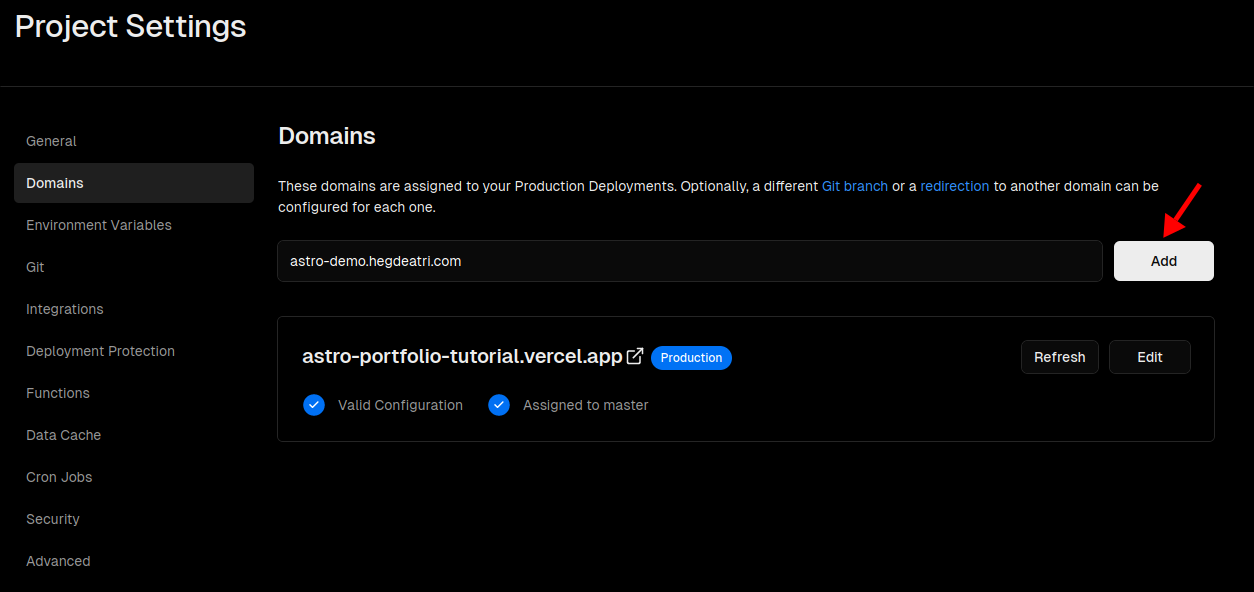 Project Settings
General
Domains
Environment Variables
Git
Integrations
Deployment Protection
Functions
Data Cache
Cron Jobs
Security
Advanced
Domains
These domains are assigned to your Production Deployments. Optionally, a different Git branch or a redirection to another domain can be
configured for each one.
astro-demo.hegdeatri.com
Add
astro-portfolio-tutorial.vercel.app Production
Refresh
Edit
Valid Configuration
Assigned to master